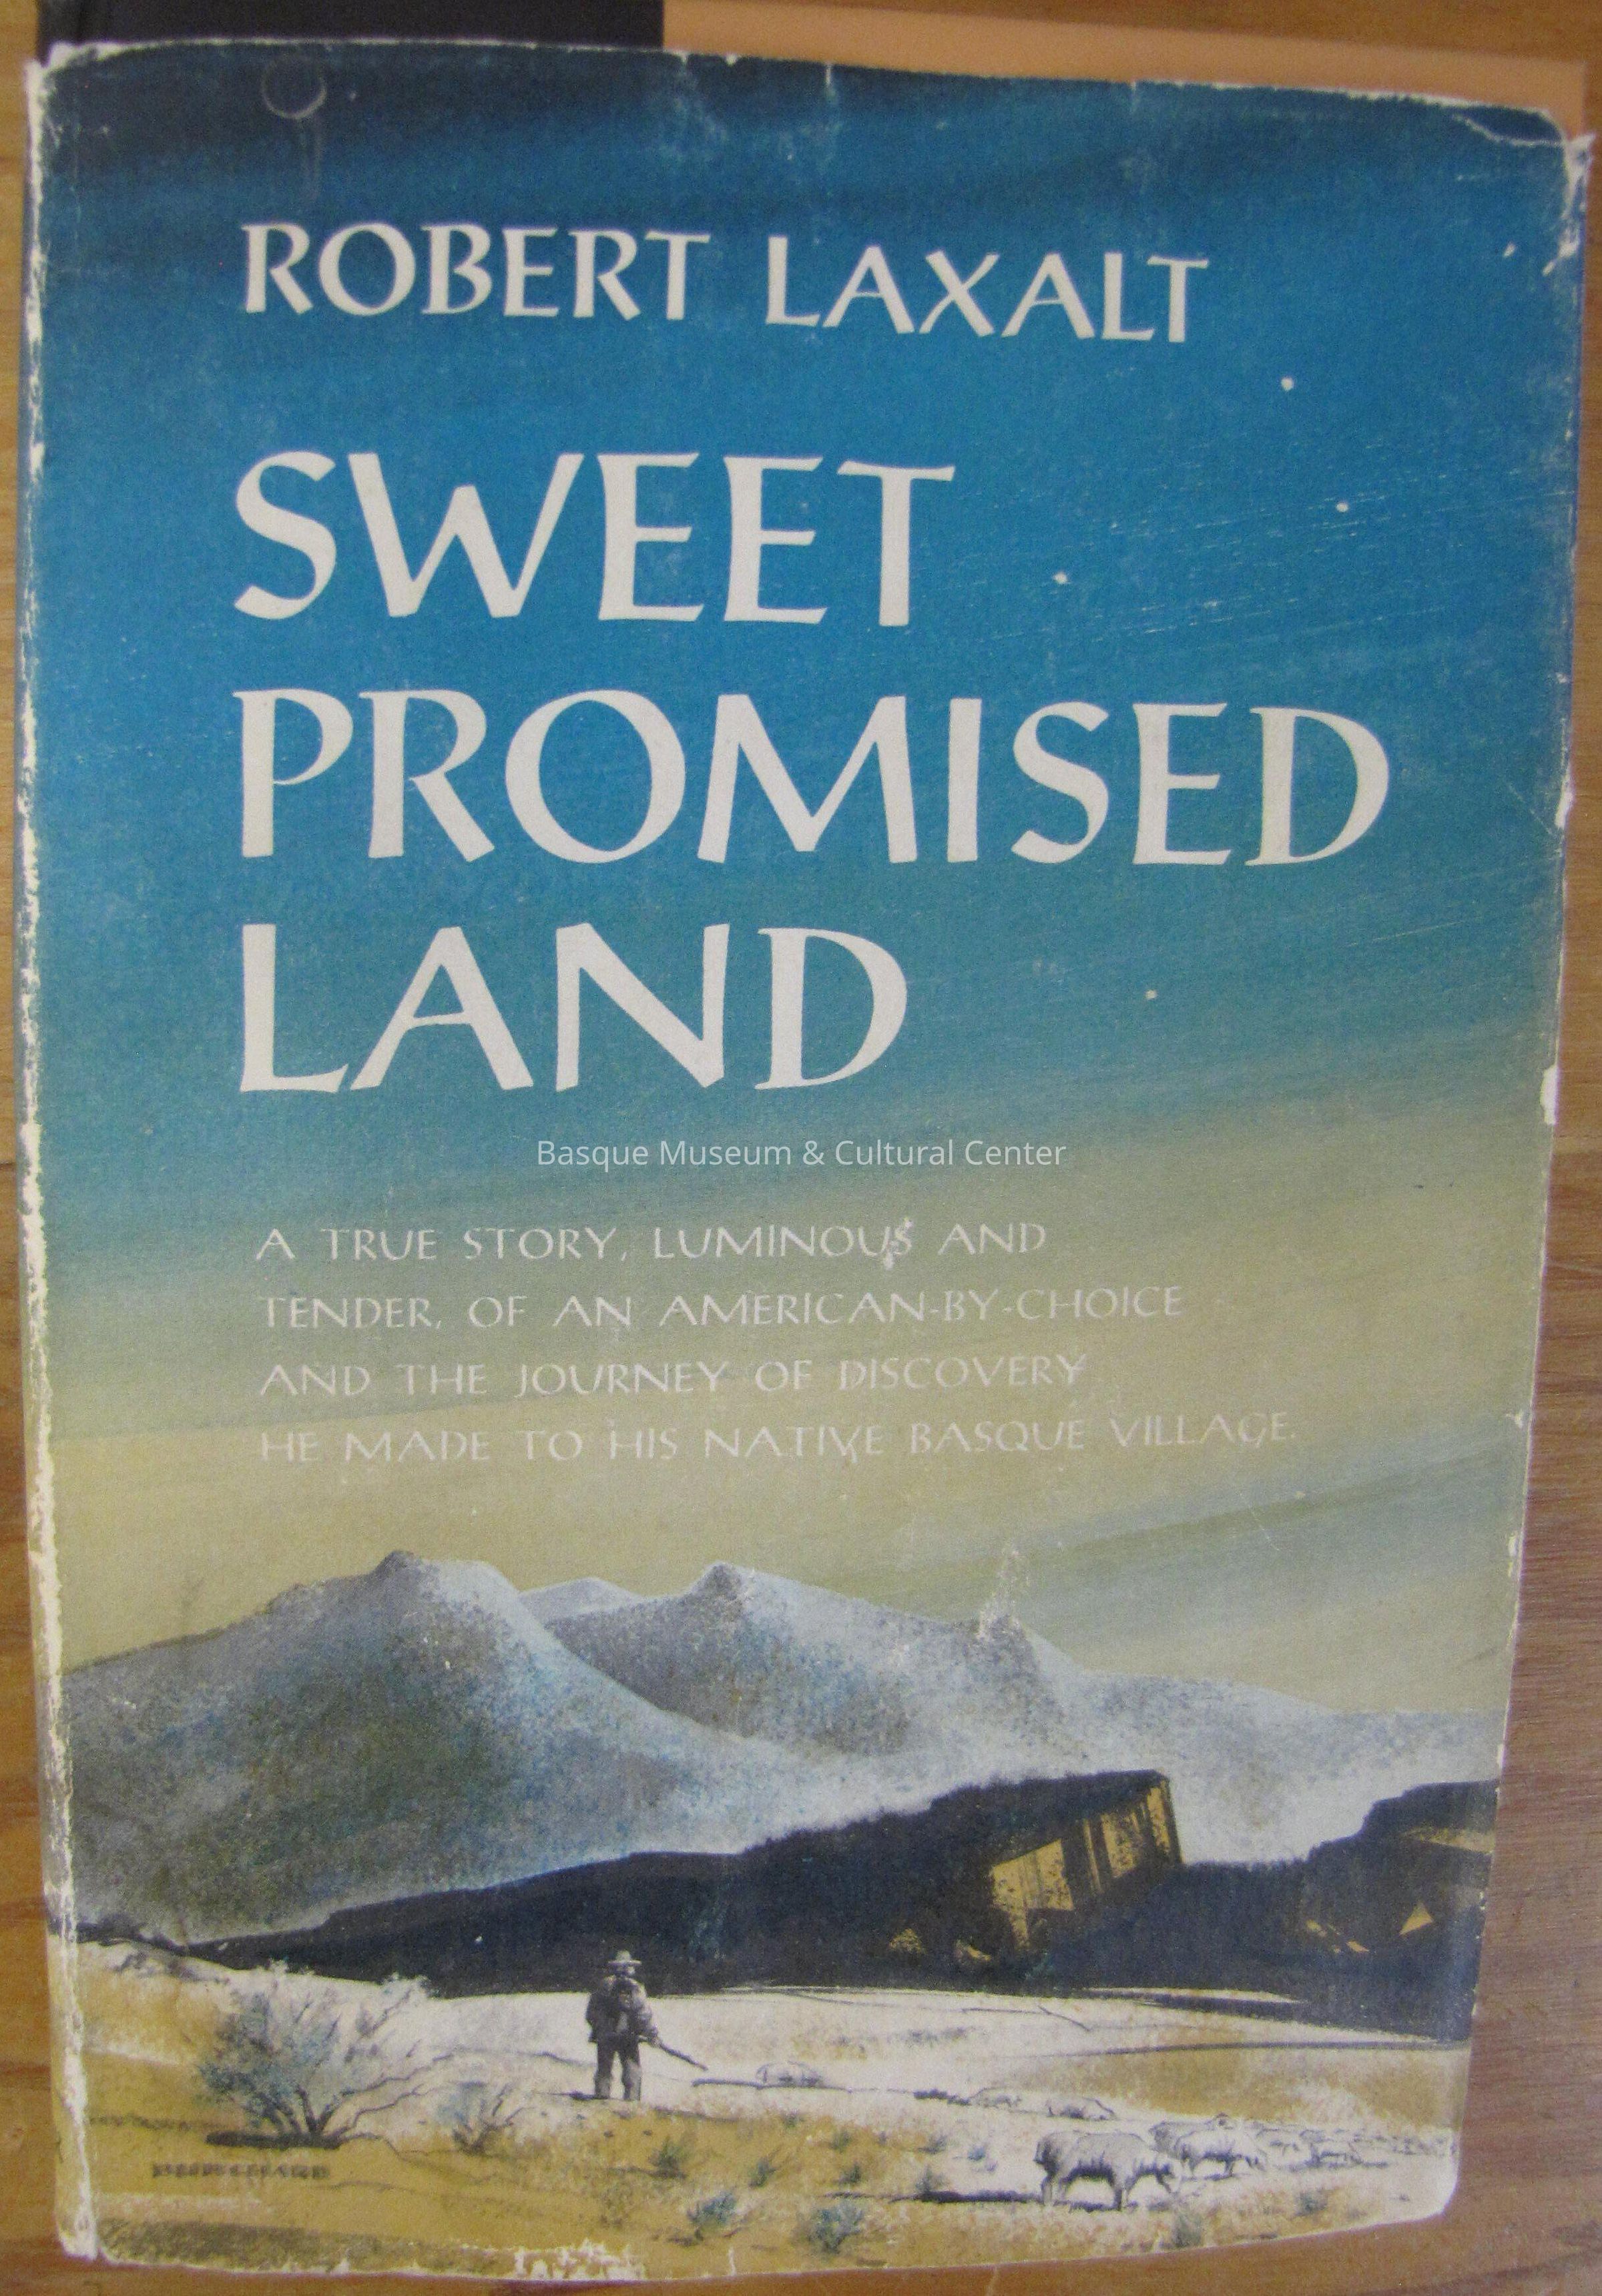 ROBERT LAXALT
SWEET
PROMISED
LAND
Basque Museum & Cultural Center
A TRUE STORY, LUMINOUS AND
TENDER, OF AN AMERICAN-BY-CHOICE
AND THE JOURNEY OF DISCOVERY
HE MADE TO HIS NATIVE BASQUE VILLAGE.